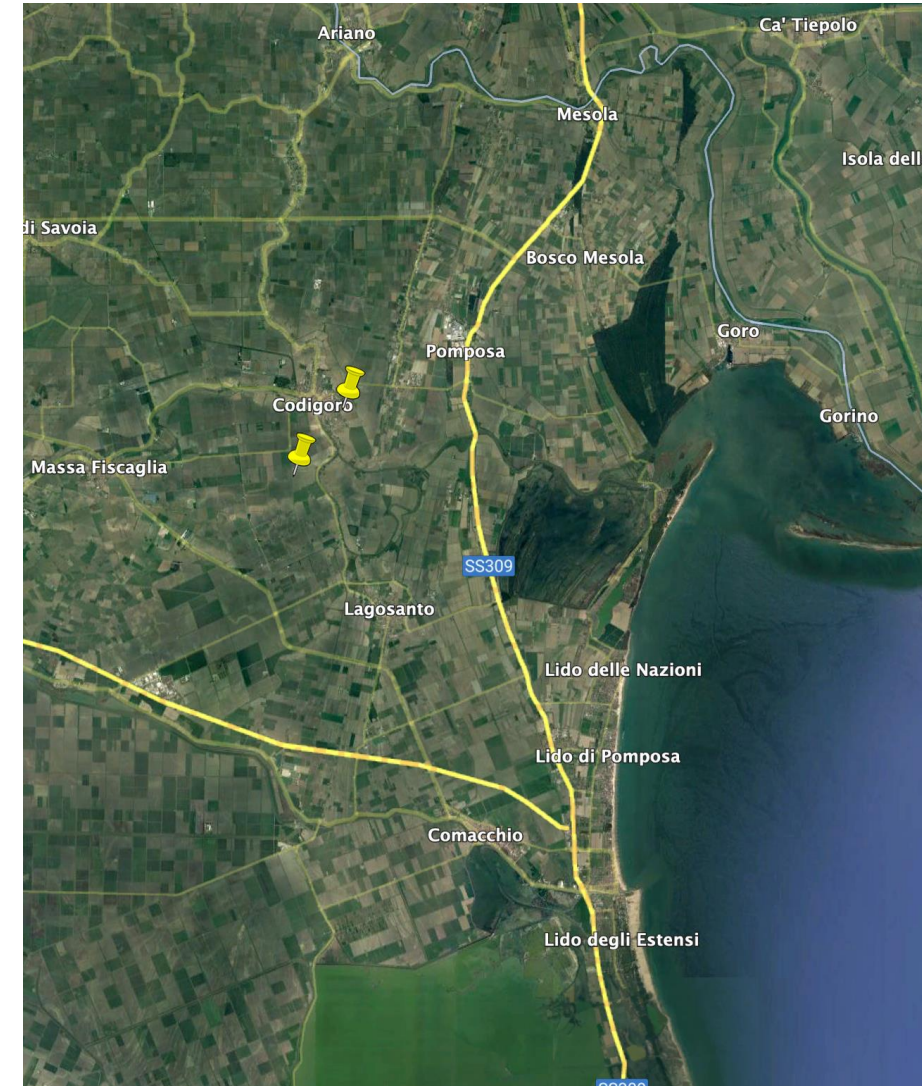 Ariano
Ca' Tiepolo
Mesola
Isola dell
di Savoia
Bosco Mesola
Goro
Pomposa
Codigoro
Gorino
Massa Fiscaglia
SS309
Lagosanto
Lido delle Nazioni
Lido di Pomposa
Comacchio
Lido degli Estensi
SS309